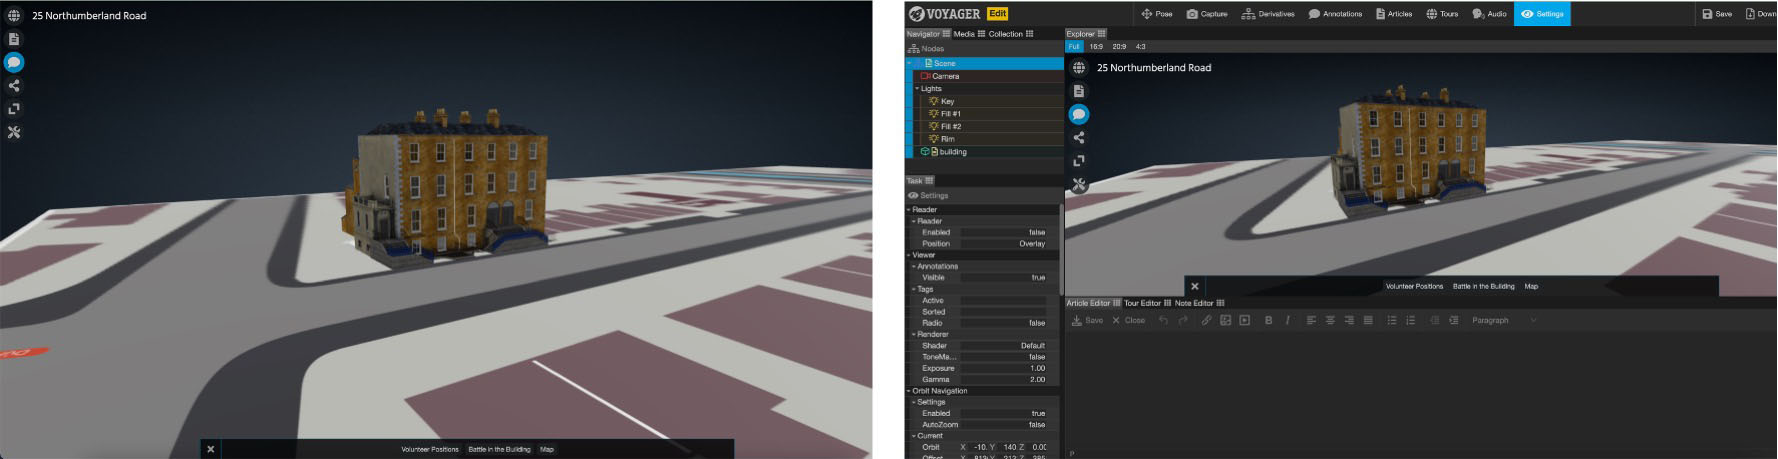 25 Northumberland Road
Volunteer Positions Battle in the Building Map
VOYAGER Edit
Pose Capture Derivatives Annotations Articles Tours Audio Settings Save Down
Navigator Media Collection
Nodes
Scene
Camera
Lights
Key
Fill #1
Fill #2
Rim
building
Task
Settings
Reader
Reader
Enabled false
Position Overlay
Viewer
Annotations
Visible true
Tags
Active
Sorted
Radio false
Renderer
Shader Default
ToneMa... false
Exposure 1.00
Gamma 2.00
Orbit Navigation
Settings
Enabled true
AutoZoom false
Current
Orbit X -10. Y 140. Z 0.00
Explorer
Full 16:9 20:9 4:3
25 Northumberland Road
Volunteer Positions Battle in the Building Map
Article Editor Tour Editor Note Editor
Save Close B I Paragraph
P